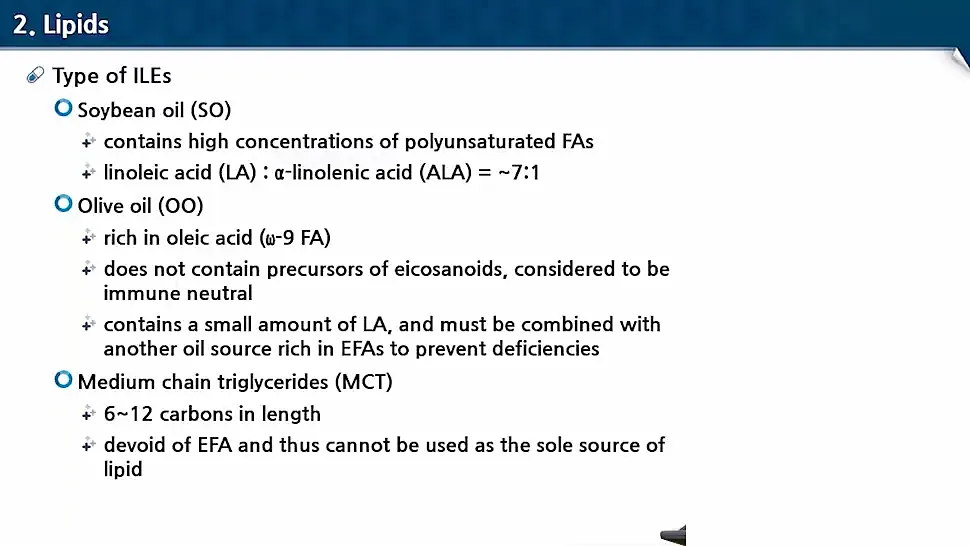 2. Lipids
Type of ILEs
Soybean oil (SO)
contains high concentrations of polyunsaturated FAs
linoleic acid (LA) : α-linolenic acid (ALA) = ~7:1
Olive oil (OO)
rich in oleic acid (ω-9 FA)
does not contain precursors of eicosanoids, considered to be
immune neutral
contains a small amount of LA, and must be combined with
another oil source rich in EFAs to prevent deficiencies
Medium chain triglycerides (MCT)
6~12 carbons in length
devoid of EFA and thus cannot be used as the sole source of
lipid